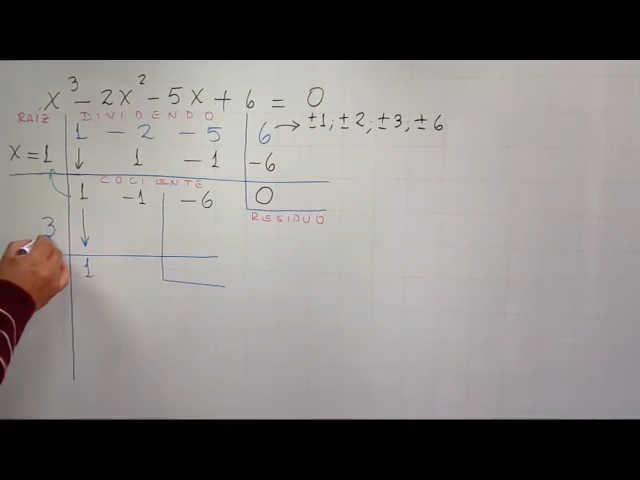 x³ - 2x² - 5x + 6 = 0
RAIZ DIVIDENDO
1 - 2 - 5 6 → ±1; ±2; ±3; ±6
x = 1 ↓ 1 -1 -6
COCIENTE
1 -1 -6 0
RESIDUO
3
1